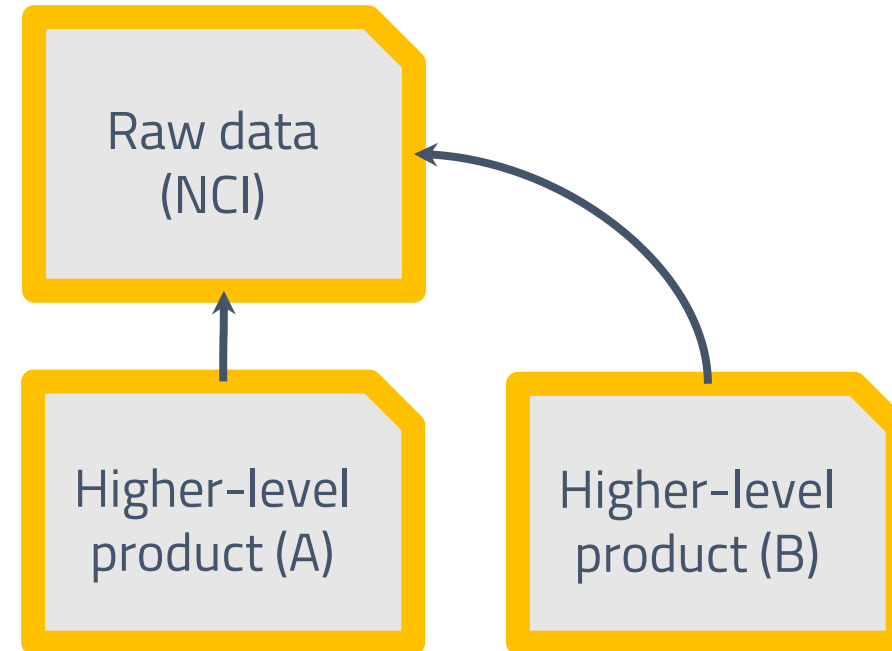 Raw data
(NCI)
Higher-level
product (A)
Higher-level
product (B)